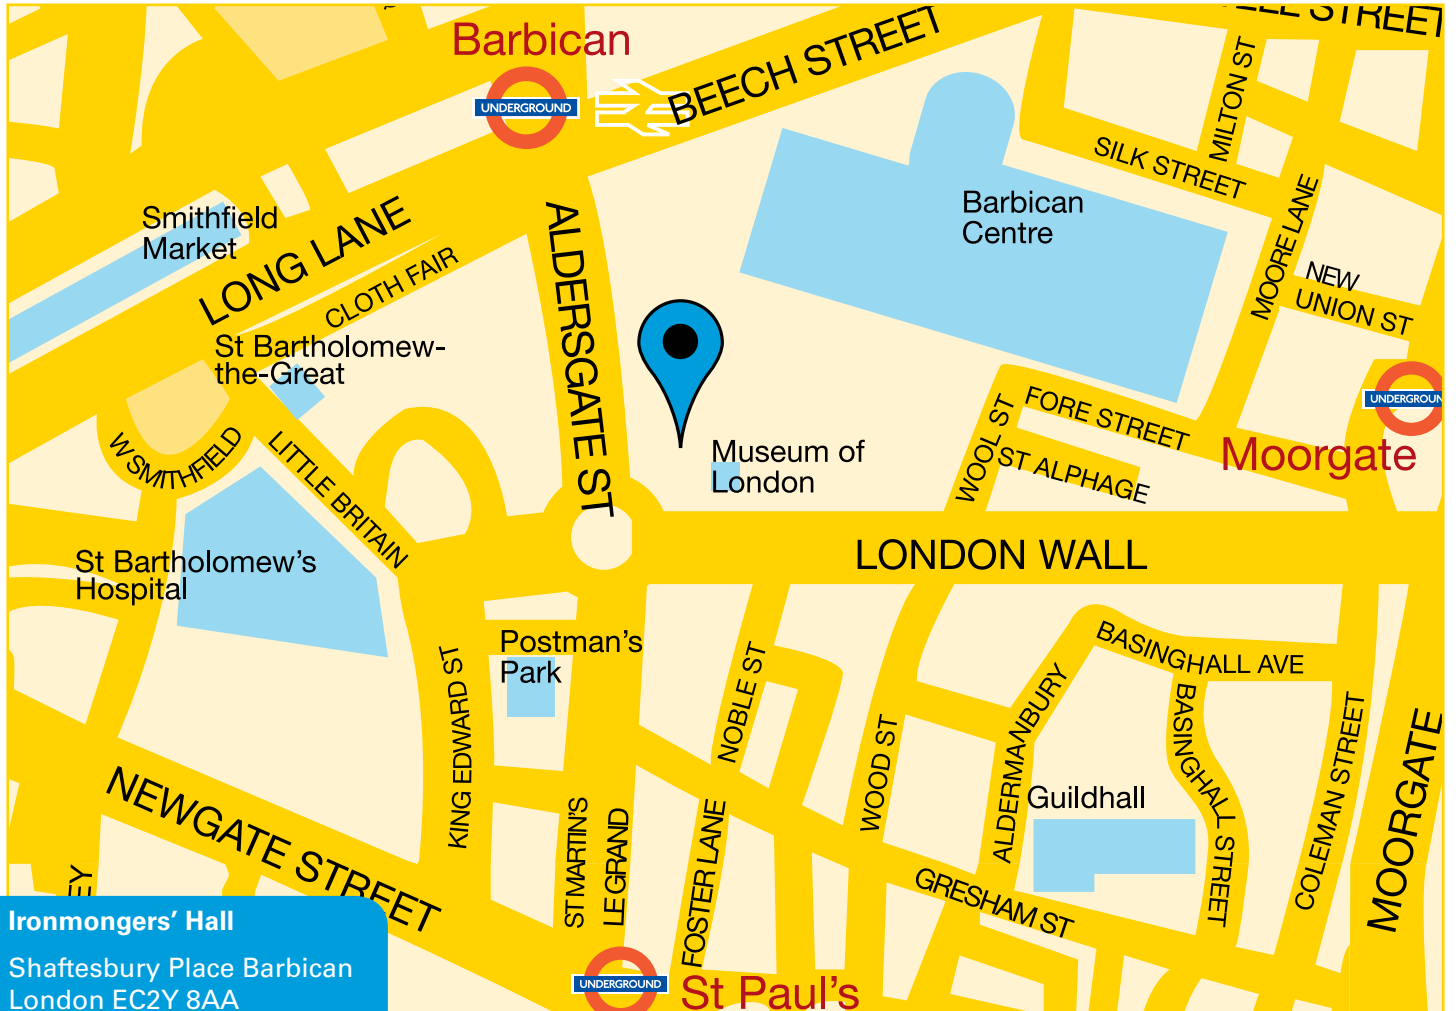 Barbican
UNDERGROUND
BEECH STREET
STREET
MILTON ST
SILK STREET
MOORE LANE
NEW
UNION ST
Smithfield
Market
LONG LANE
CLOTH FAIR
ALDERSGATE ST
Barbican
Centre
St Bartholomew-
the-Great
W SMITHFIELD
LITTLE BRITAIN
Museum of
London
WOOL ST
FORE STREET
ST ALPHAGE
UNDERGROUN
Moorgate
St Bartholomew's
Hospital
LONDON WALL
Postman's
Park
KING EDWARD ST
NOBLE ST
WOOD ST
ALDERMANBURY
BASINGHALL AVE
BASINGHALL STREET
COLEMAN STREET
MOORGATE
Guildhall
NEWGATE STREET
ST MARTIN'S
LE GRAND
FOSTER LANE
GRESHAM ST
EY
UNDERGROUND
St Paul's
Ironmongers' Hall
Shaftesbury Place Barbican
London EC2Y 8AA